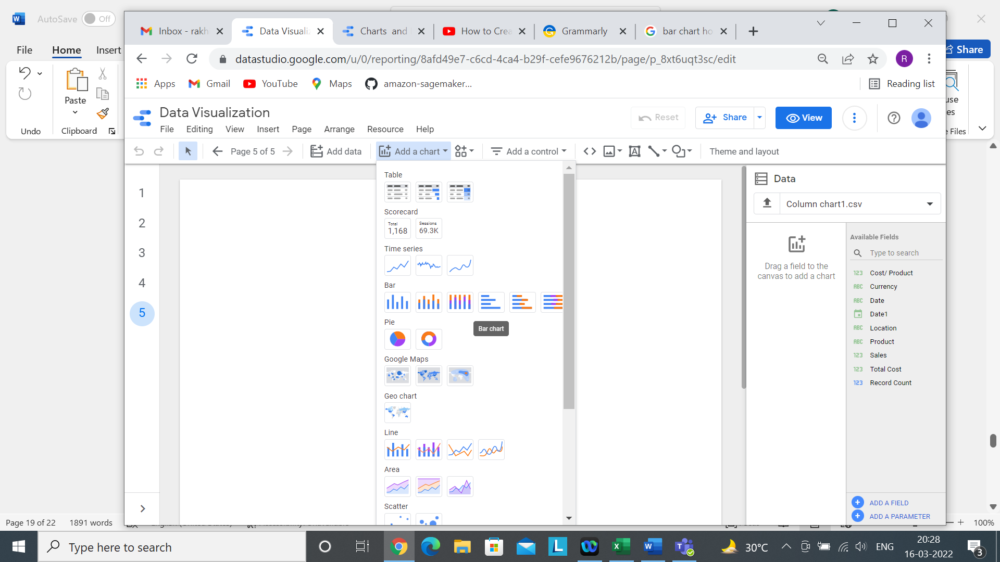 AutoSave Off
File Home Insert
Share
Paste
Undo
Clipboard
use
es
e Files
Inbox - rakh
Data Visualiz
Charts and
How to Crea
Grammarly
bar chart ho
datastudio.google.com/u/0/reporting/8afd49e7-c6cd-4ca4-b29f-cefe9676212b/page/p_8xt6uqt3sc/edit
R
Apps Gmail YouTube Maps amazon-sagemaker... Reading list
Data Visualization
File Editing View Insert Page Arrange Resource Help
Reset Share View
Page 5 of 5 Add data Add a chart Add a control Theme and layout
1
2
3
4
5
Table
Scorecard
Total
1,168
Sessions
69.3K
Time series
Bar
Bar chart
Pie
Google Maps
Geo chart
Line
Area
Scatter
Data
Column chart1.csv
Drag a field to the
canvas to add a chart
Available Fields
Type to search
123 Cost/ Product
ABC Currency
ABC Date
Date1
ABC Location
ABC Product
123 Sales
123 Total Cost
123 Record Count
ADD A FIELD
ADD A PARAMETER
Page 19 of 22 1891 words
100%
Type here to search
30°C
ENG
20:28
16-03-2022
3